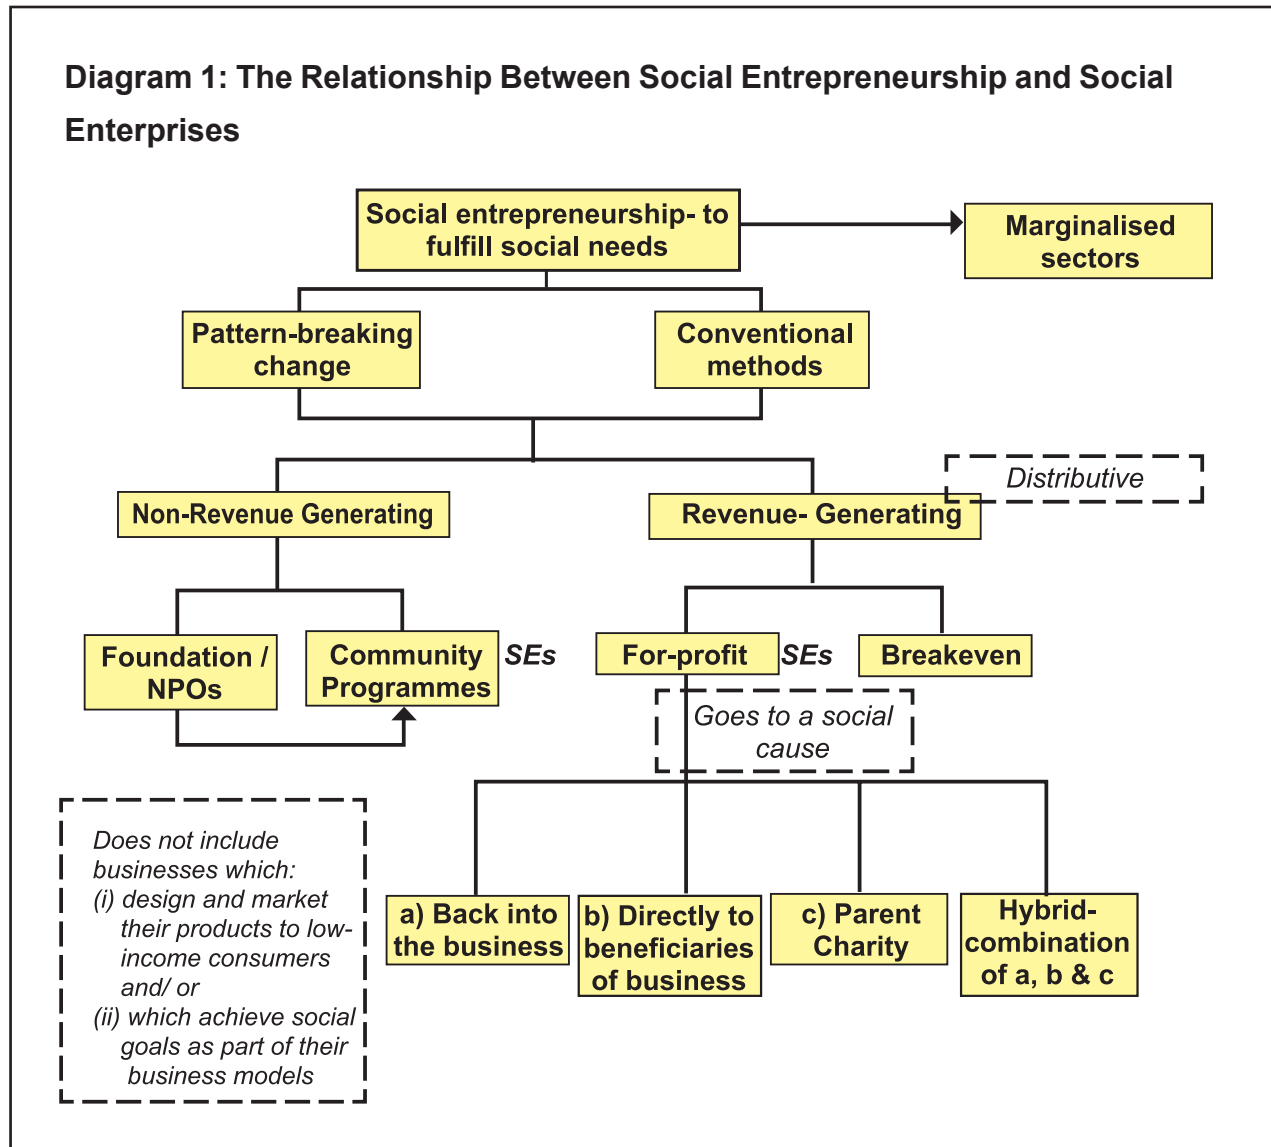 Diagram 1: The Relationship Between Social Entrepreneurship and Social
Enterprises
Social entrepreneurship- to
fulfill social needs
Marginalised
sectors
Pattern-breaking
change
Conventional
methods
Distributive
Non-Revenue Generating
Revenue- Generating
Foundation /
NPOs
Community
Programmes
SEs
For-profit
SEs
Breakeven
Goes to a social
cause
Does not include
businesses which:
(i) design and market
their products to low-
income consumers
and/ or
(ii) which achieve social
goals as part of their
business models
a) Back into
the business
b) Directly to
beneficiaries
of business
c) Parent
Charity
Hybrid-
combination
of a, b & c